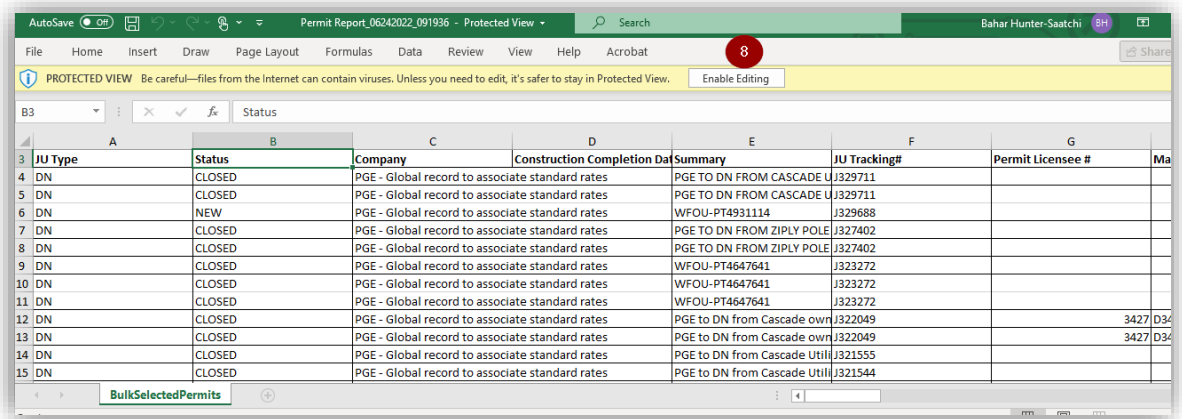 AutoSave Off Permit Report_06242022_091936 - Protected View Search Bahar Hunter-Saatchi BH
File Home Insert Draw Page Layout Formulas Data Review View Help Acrobat 8 Share
PROTECTED VIEW Be careful—files from the Internet can contain viruses. Unless you need to edit, it's safer to stay in Protected View. Enable Editing
B3 fx Status
A B C D E F G
3 JU Type Status Company Construction Completion Dat Summary JU Tracking# Permit Licensee # Ma
4 DN CLOSED PGE - Global record to associate standard rates PGE TO DN FROM CASCADE U J329711
5 DN CLOSED PGE - Global record to associate standard rates PGE TO DN FROM CASCADE U J329711
6 DN NEW PGE - Global record to associate standard rates WFOU-PT4931114 J329688
7 DN CLOSED PGE - Global record to associate standard rates PGE TO DN FROM ZIPLY POLE J327402
8 DN CLOSED PGE - Global record to associate standard rates PGE TO DN FROM ZIPLY POLE J327402
9 DN CLOSED PGE - Global record to associate standard rates WFOU-PT4647641 J323272
10 DN CLOSED PGE - Global record to associate standard rates WFOU-PT4647641 J323272
11 DN CLOSED PGE - Global record to associate standard rates WFOU-PT4647641 J323272
12 DN CLOSED PGE - Global record to associate standard rates PGE to DN from Cascade own J322049 3427 D34
13 DN CLOSED PGE - Global record to associate standard rates PGE to DN from Cascade own J322049 3427 D34
14 DN CLOSED PGE - Global record to associate standard rates PGE to DN from Cascade Utili J321555
15 DN CLOSED PGE - Global record to associate standard rates PGE to DN from Cascade Utili J321544
BulkSelectedPermits